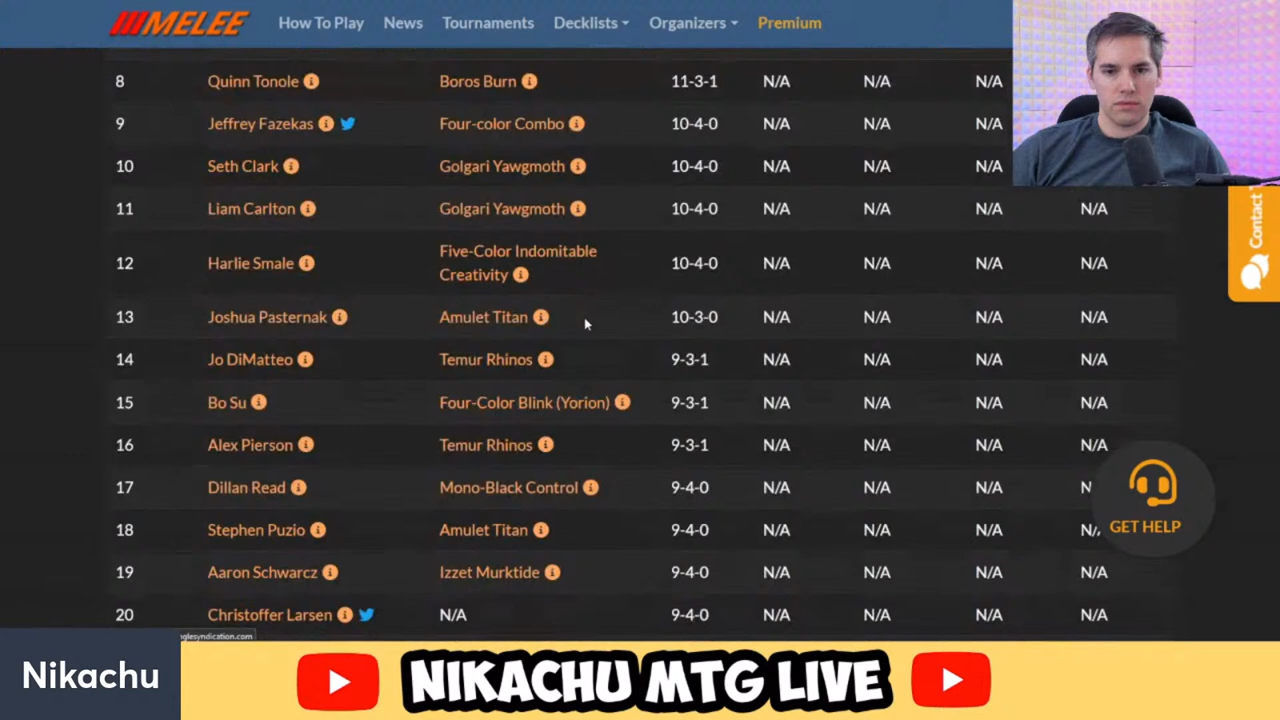 MELEE How To Play News Tournaments Decklists Organizers Premium
8 Quinn Tonole Boros Burn 11-3-1 N/A N/A N/A
9 Jeffrey Fazekas Four-color Combo 10-4-0 N/A N/A N/A
10 Seth Clark Golgari Yawgmoth 10-4-0 N/A N/A N/A
11 Liam Carlton Golgari Yawgmoth 10-4-0 N/A N/A N/A N/A
12 Harlie Smale Five-Color Indomitable
Creativity 10-4-0 N/A N/A N/A N/A
13 Joshua Pasternak Amulet Titan 10-3-0 N/A N/A N/A N/A
14 Jo DiMatteo Temur Rhinos 9-3-1 N/A N/A N/A N/A
15 Bo Su Four-Color Blink (Yorion) 9-3-1 N/A N/A N/A N/A
16 Alex Pierson Temur Rhinos 9-3-1 N/A N/A N/A N/A
17 Dillan Read Mono-Black Control 9-4-0 N/A N/A N/A
18 Stephen Puzio Amulet Titan 9-4-0 N/A N/A N/A N/
19 Aaron Schwarcz Izzet Murktide 9-4-0 N/A N/A N/A N/A
20 Christoffer Larsen N/A 9-4-0 N/A N/A N/A N/A
Contact
GET HELP
glesyndication.com
Nikachu
NIKACHU MTG LIVE